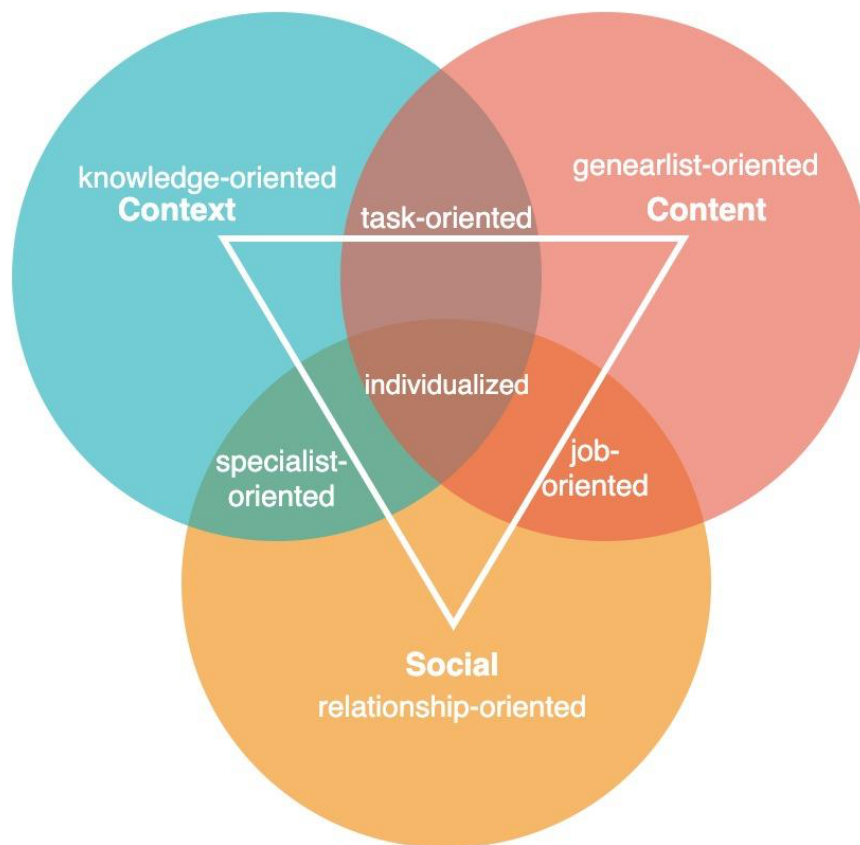 knowledge-oriented
Context
genearlist-oriented
Content
task-oriented
individualized
specialist-
oriented
job-
oriented
Social
relationship-oriented